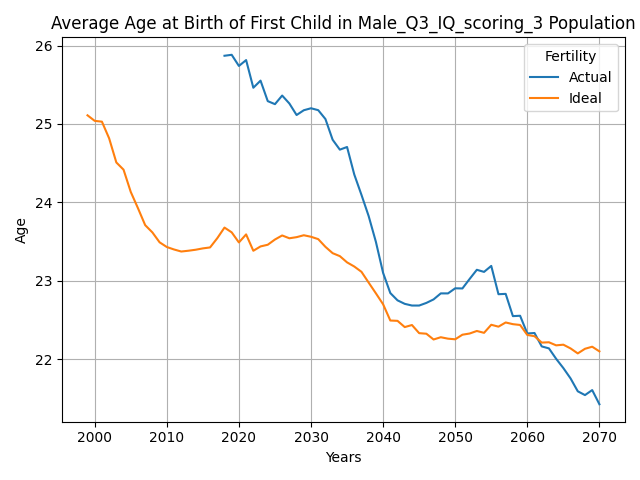 Average Age at Birth of First Child in Male_Q3_IQ_scoring_3 Population
Fertility
Actual
Ideal
26
25
24
23
22
Age
2000 2010 2020 2030 2040 2050 2060 2070
Years